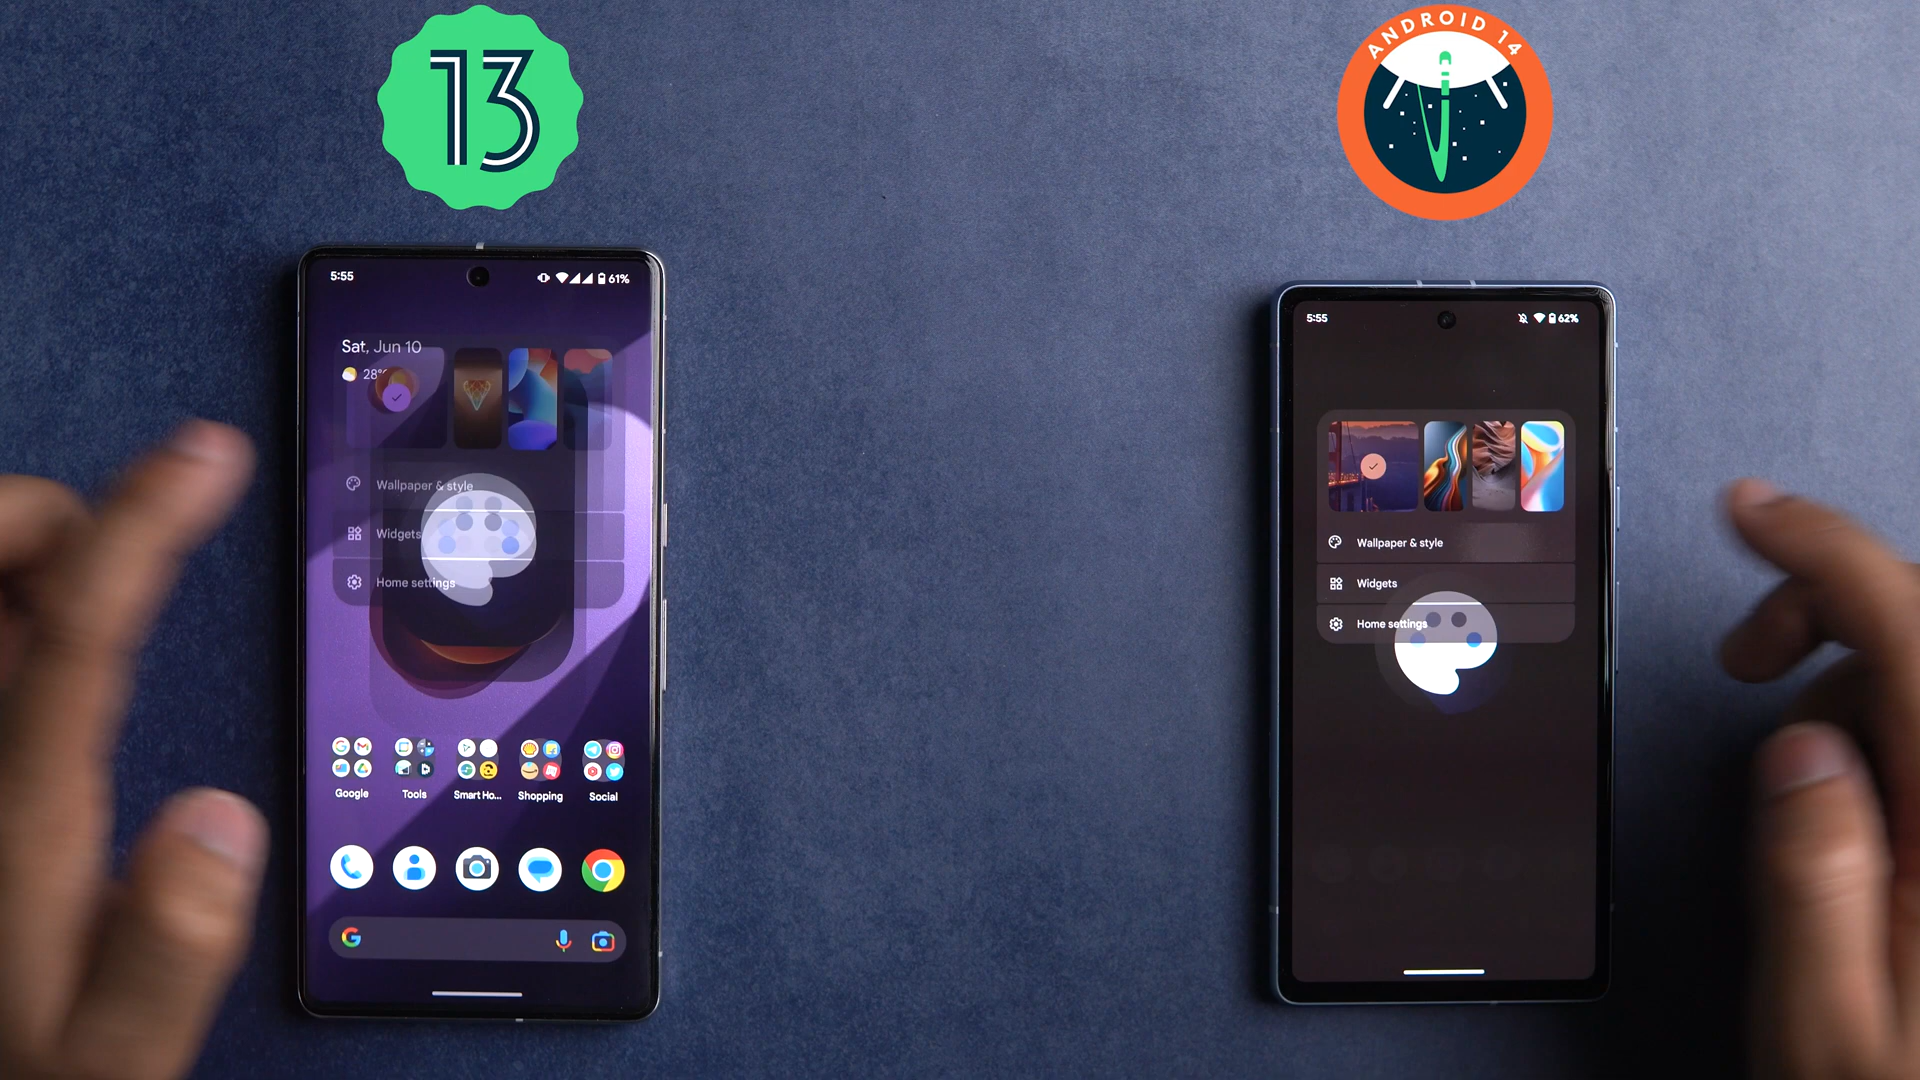 13
ANDROID 14
5:55
61%
Sat, Jun 10
28°C
Wallpaper & style
Widgets
Home settings
Google
Tools
Smart Ho...
Shopping
Social
5:55
62%
Wallpaper & style
Widgets
Home settings